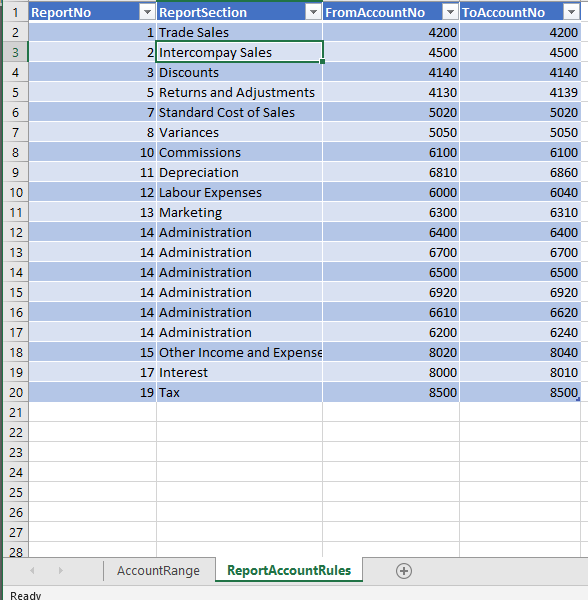 1 ReportNo ReportSection FromAccountNo ToAccountNo
2 1 Trade Sales 4200 4200
3 2 Intercompay Sales 4500 4500
4 3 Discounts 4140 4140
5 5 Returns and Adjustments 4130 4139
6 7 Standard Cost of Sales 5020 5020
7 8 Variances 5050 5050
8 10 Commissions 6100 6100
9 11 Depreciation 6810 6860
10 12 Labour Expenses 6000 6040
11 13 Marketing 6300 6310
12 14 Administration 6400 6400
13 14 Administration 6700 6700
14 14 Administration 6500 6500
15 14 Administration 6920 6920
16 14 Administration 6610 6620
17 14 Administration 6200 6240
18 15 Other Income and Expense 8020 8040
19 17 Interest 8000 8010
20 19 Tax 8500 8500
21
22
23
24
25
26
27
28
AccountRange ReportAccountRules
Ready